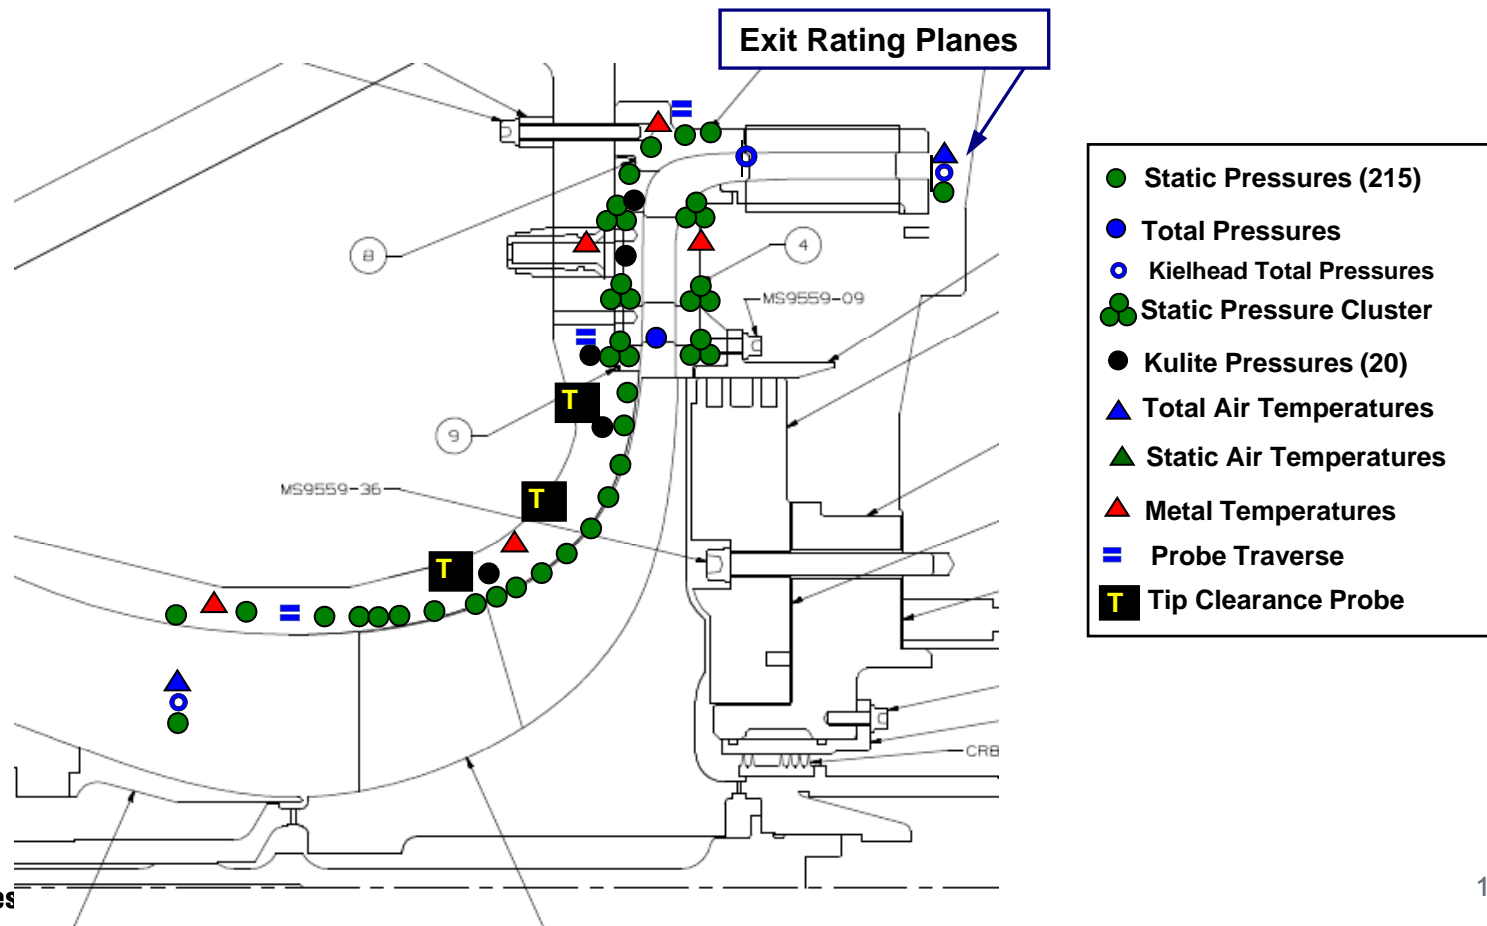 Exit Rating Planes
8
4
MS9559-09
9
MS9559-36
T
T
T
CRB
Static Pressures (215)
Total Pressures
Kielhead Total Pressures
Static Pressure Cluster
Kulite Pressures (20)
Total Air Temperatures
Static Air Temperatures
Metal Temperatures
Probe Traverse
T Tip Clearance Probe
es
1